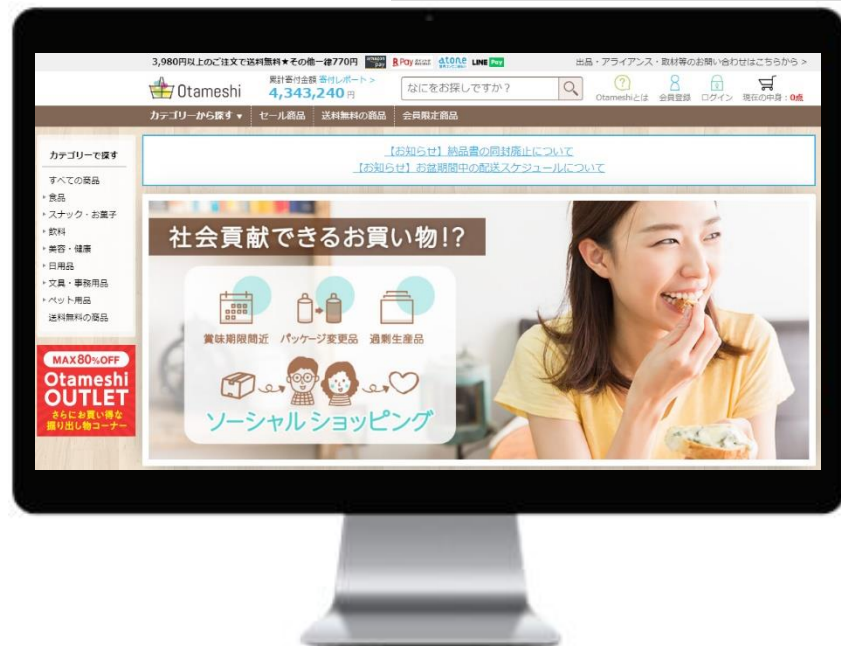 3,980円以上のご注文で送料無料★その他一律770円 amazon pay R Pay atone LINE Pay 出品・アライアンス・取材等のお問い合わせはこちらから >
Otameshi
累計寄付金額 寄付レポート >
4,343,240 円
なにをお探しですか？
Otameshiとは 会員登録 ログイン 現在の中身：0点
カテゴリーから探す ▼ セール商品 送料無料の商品 会員限定商品
カテゴリーで探す
すべての商品
食品
スナック・お菓子
飲料
美容・健康
日用品
文具・事務用品
ペット用品
送料無料の商品
MAX80%OFF
Otameshi
OUTLET
さらにお買い得な
掘り出し物コーナー
【お知らせ】納品書の同封廃止について
【お知らせ】お盆期間中の配送スケジュールについて
社会貢献できるお買い物!?
賞味期限間近 パッケージ変更品 過剰生産品
ソーシャルショッピング